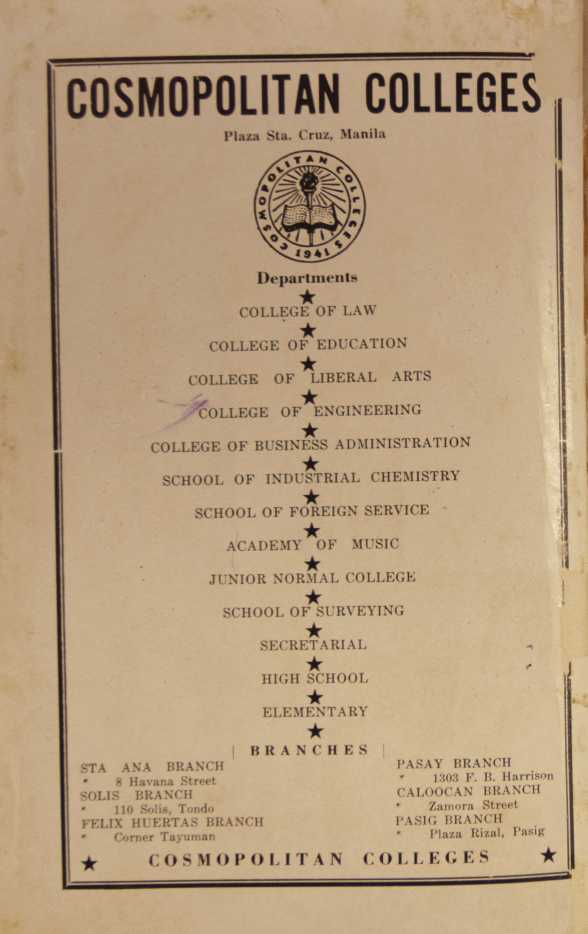 COSMOPOLITAN COLLEGES
Plaza Sta. Cruz, Manila
COSMOPOLITAN COLLEGES
1941
Departments
★
COLLEGE OF LAW
★
COLLEGE OF EDUCATION
★
COLLEGE OF LIBERAL ARTS
★
COLLEGE OF ENGINEERING
★
COLLEGE OF BUSINESS ADMINISTRATION
★
SCHOOL OF INDUSTRIAL CHEMISTRY
★
SCHOOL OF FOREIGN SERVICE
★
ACADEMY OF MUSIC
★
JUNIOR NORMAL COLLEGE
★
SCHOOL OF SURVEYING
★
SECRETARIAL
★
HIGH SCHOOL
★
ELEMENTARY
★
| BRANCHES |
STA ANA BRANCH
" 8 Havana Street
SOLIS BRANCH
" 110 Solis, Tondo
FELIX HUERTAS BRANCH
" Corner Tayuman
PASAY BRANCH
" 1303 F. B. Harrison
CALOOCAN BRANCH
" Zamora Street
PASIG BRANCH
" Plaza Rizal, Pasig
★ COSMOPOLITAN COLLEGES ★